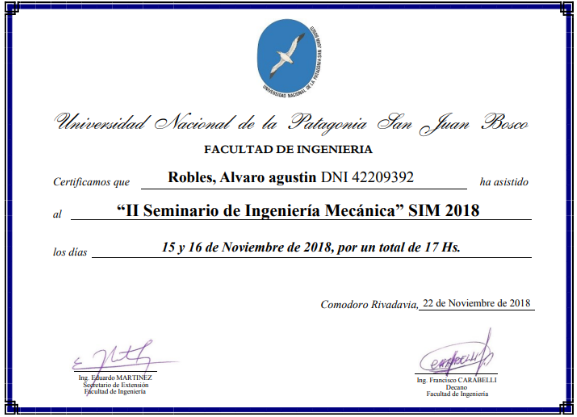 UNIVERSIDAD NACIONAL DE LA PATAGONIA SAN JUAN BOSCO
Universidad Nacional de la Patagonia San Juan Bosco
FACULTAD DE INGENIERIA
Certificamos que Robles, Alvaro agustin DNI 42209392 ha asistido
al “II Seminario de Ingeniería Mecánica” SIM 2018
los días 15 y 16 de Noviembre de 2018, por un total de 17 Hs.
Comodoro Rivadavia, 22 de Noviembre de 2018
Ing. Eduardo MARTINEZ
Secretario de Extensión
Facultad de Ingeniería
Ing. Francisco CARABELLI
Decano
Facultad de Ingeniería